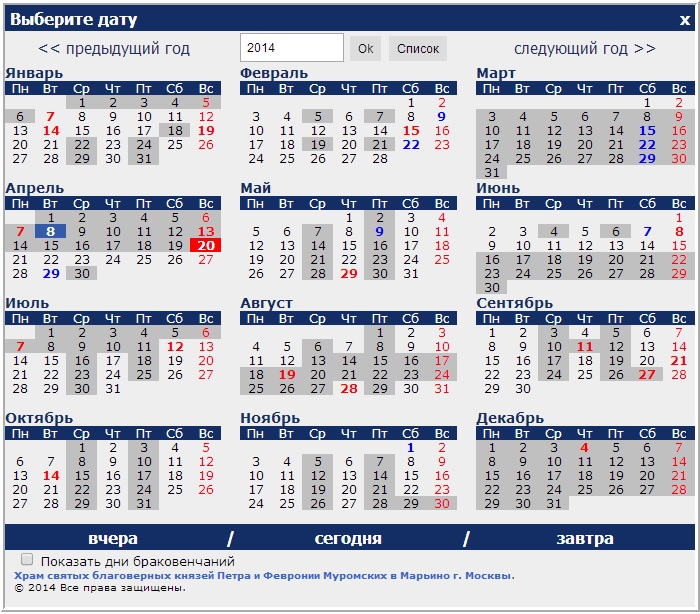 Выберите дату x
<< предыдущий год 2014 Ok Список следующий год >>
Январь
Пн Вт Ср Чт Пт Сб Вс
1 2 3 4 5
6 7 8 9 10 11 12
13 14 15 16 17 18 19
20 21 22 23 24 25 26
27 28 29 30 31
Февраль
Пн Вт Ср Чт Пт Сб Вс
1 2
3 4 5 6 7 8 9
10 11 12 13 14 15 16
17 18 19 20 21 22 23
24 25 26 27 28
Март
Пн Вт Ср Чт Пт Сб Вс
1 2
3 4 5 6 7 8 9
10 11 12 13 14 15 16
17 18 19 20 21 22 23
24 25 26 27 28 29 30
31
Апрель
Пн Вт Ср Чт Пт Сб Вс
1 2 3 4 5 6
7 8 9 10 11 12 13
14 15 16 17 18 19 20
21 22 23 24 25 26 27
28 29 30
Май
Пн Вт Ср Чт Пт Сб Вс
1 2 3 4
5 6 7 8 9 10 11
12 13 14 15 16 17 18
19 20 21 22 23 24 25
26 27 28 29 30 31
Июнь
Пн Вт Ср Чт Пт Сб Вс
1
2 3 4 5 6 7 8
9 10 11 12 13 14 15
16 17 18 19 20 21 22
23 24 25 26 27 28 29
30
Июль
Пн Вт Ср Чт Пт Сб Вс
1 2 3 4 5 6
7 8 9 10 11 12 13
14 15 16 17 18 19 20
21 22 23 24 25 26 27
28 29 30 31
Август
Пн Вт Ср Чт Пт Сб Вс
1 2 3
4 5 6 7 8 9 10
11 12 13 14 15 16 17
18 19 20 21 22 23 24
25 26 27 28 29 30 31
Сентябрь
Пн Вт Ср Чт Пт Сб Вс
1 2 3 4 5 6 7
8 9 10 11 12 13 14
15 16 17 18 19 20 21
22 23 24 25 26 27 28
29 30
Октябрь
Пн Вт Ср Чт Пт Сб Вс
1 2 3 4 5
6 7 8 9 10 11 12
13 14 15 16 17 18 19
20 21 22 23 24 25 26
27 28 29 30 31
Ноябрь
Пн Вт Ср Чт Пт Сб Вс
1 2
3 4 5 6 7 8 9
10 11 12 13 14 15 16
17 18 19 20 21 22 23
24 25 26 27 28 29 30
Декабрь
Пн Вт Ср Чт Пт Сб Вс
1 2 3 4 5 6 7
8 9 10 11 12 13 14
15 16 17 18 19 20 21
22 23 24 25 26 27 28
29 30 31
вчера / сегодня / завтра
Показать дни браковенчаний
Храм святых благоверных князей Петра и Февронии Муромских в Марьино г. Москвы.
© 2014 Все права защищены.